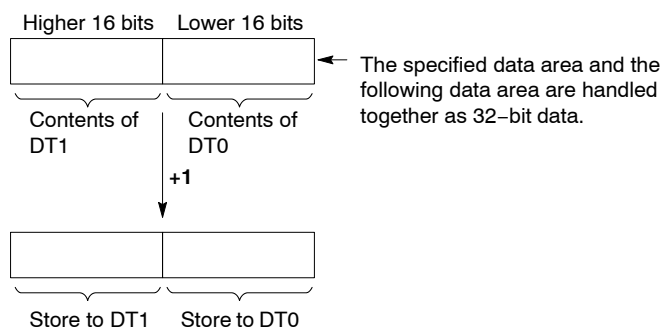 Higher 16 bits Lower 16 bits
The specified data area and the
following data area are handled
together as 32–bit data.
Contents of
DT1
Contents of
DT0
+1
Store to DT1 Store to DT0